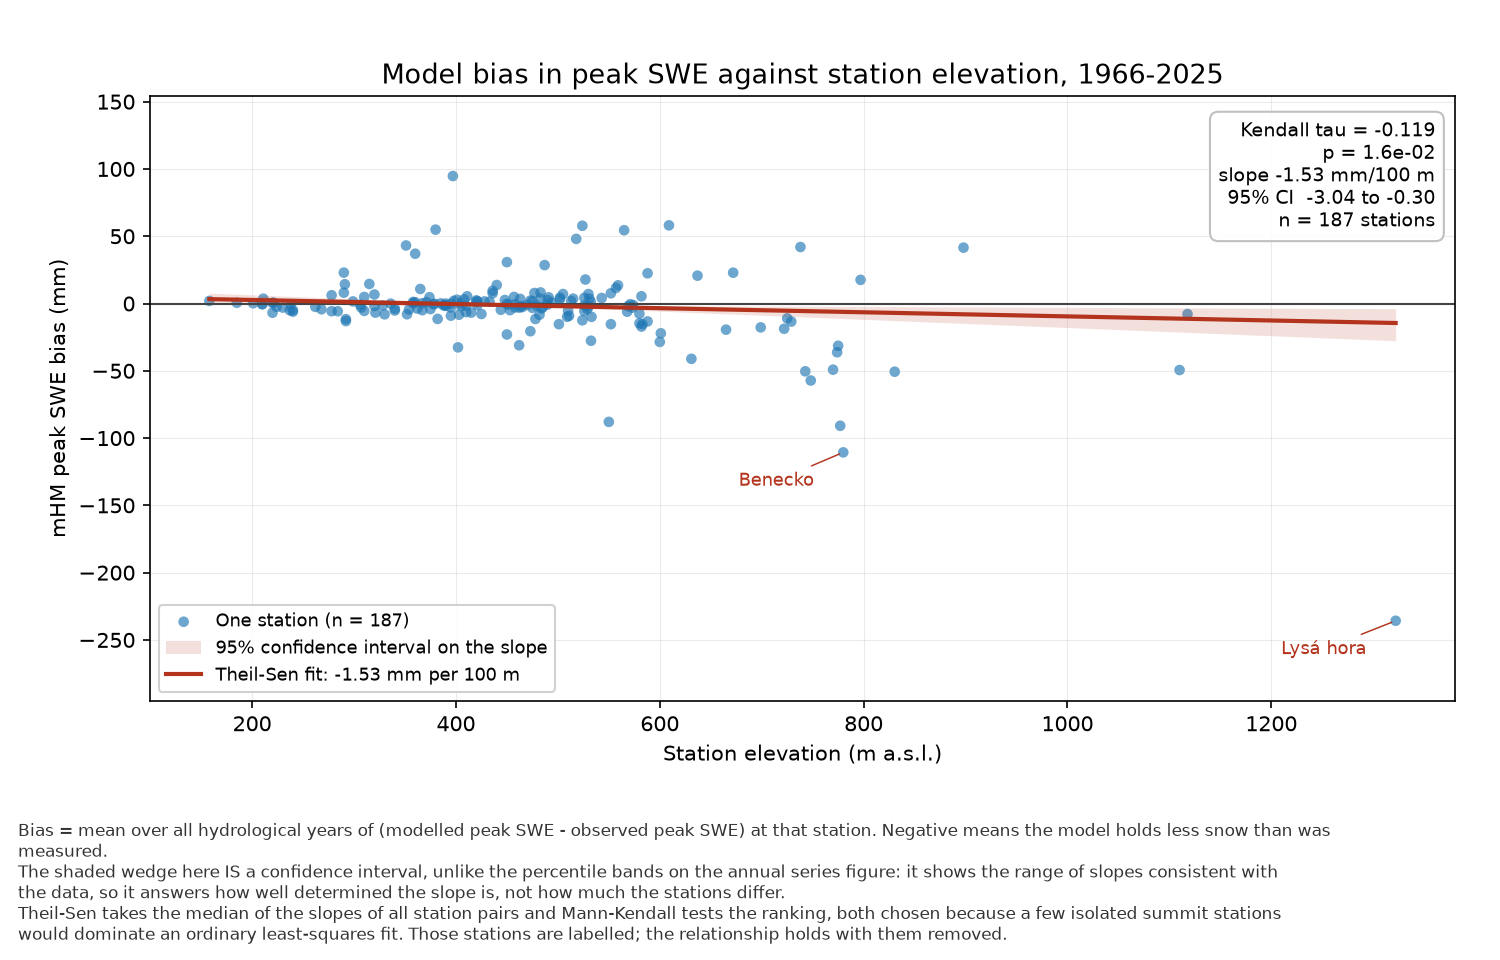 Model bias in peak SWE against station elevation, 1966-2025
150
100
50
0
−50
−100
−150
−200
−250
mHM peak SWE bias (mm)
Kendall tau = -0.119
p = 1.6e-02
slope -1.53 mm/100 m
95% CI  -3.04 to -0.30
n = 187 stations
Benecko
Lysá hora
One station (n = 187)
95% confidence interval on the slope
Theil-Sen fit: -1.53 mm per 100 m
200
400
600
800
1000
1200
Station elevation (m a.s.l.)
Bias = mean over all hydrological years of (modelled peak SWE - observed peak SWE) at that station. Negative means the model holds less snow than was
measured.
The shaded wedge here IS a confidence interval, unlike the percentile bands on the annual series figure: it shows the range of slopes consistent with
the data, so it answers how well determined the slope is, not how much the stations differ.
Theil-Sen takes the median of the slopes of all station pairs and Mann-Kendall tests the ranking, both chosen because a few isolated summit stations
would dominate an ordinary least-squares fit. Those stations are labelled; the relationship holds with them removed.